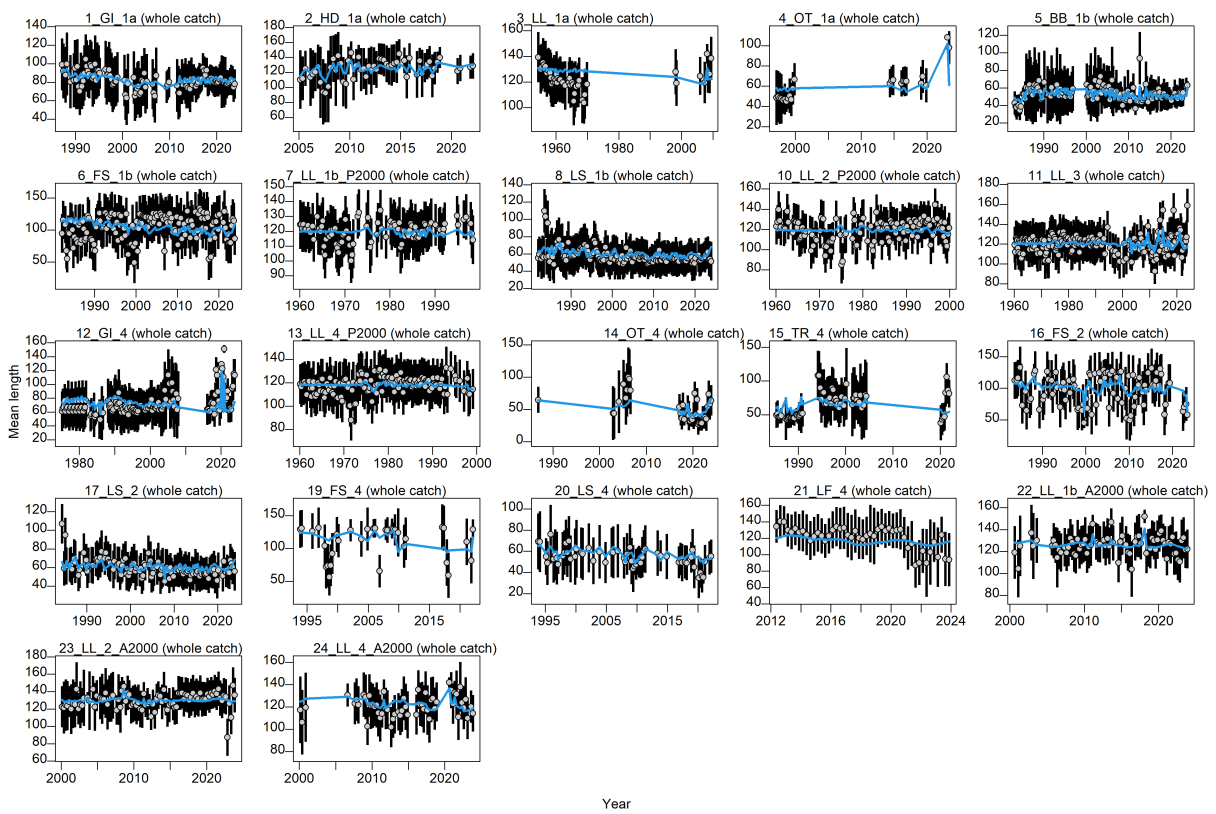 1_GI_1a (whole catch) 2_HD_1a (whole catch) 3_LL_1a (whole catch) 4_OT_1a (whole catch) 5_BB_1b (whole catch)
140 120 100 80 60 40
180 160 140 120 100 80 60
160 140 120 100
100 80 60 40 20
120 100 80 60 40 20
1990 2000 2010 2020
2005 2010 2015 2020
1960 1980 2000
2000 2010 2020
1990 2000 2010 2020
6_FS_1b (whole catch) 7_LL_1b_P2000 (whole catch) 8_LS_1b (whole catch) 10_LL_2_P2000 (whole catch) 11_LL_3 (whole catch)
150 100 50
150 140 130 120 110 100 90
140 120 100 80 60 40 20
160 140 120 100 80
180 160 140 120 100 80
1990 2000 2010 2020
1960 1970 1980 1990
1990 2000 2010 2020
1960 1970 1980 1990 2000
1960 1980 2000 2020
12_GI_4 (whole catch) 13_LL_4_P2000 (whole catch) 14_OT_4 (whole catch) 15_TR_4 (whole catch) 16_FS_2 (whole catch)
Mean length
160 140 120 100 80 60 40 20
140 120 100 80
150 100 50 0
150 100 50
150 100 50
1980 2000 2020
1960 1970 1980 1990 2000
1990 2000 2010 2020
1990 2000 2010 2020
1990 2000 2010 2020
17_LS_2 (whole catch) 19_FS_4 (whole catch) 20_LS_4 (whole catch) 21_LF_4 (whole catch) 22_LL_1b_A2000 (whole catch)
120 100 80 60 40
150 100 50
100 80 60 40 20
160 140 120 100 80 60 40
160 140 120 100 80
1990 2000 2010 2020
1995 2005 2015
1995 2005 2015
2012 2016 2020 2024
2000 2010 2020
23_LL_2_A2000 (whole catch) 24_LL_4_A2000 (whole catch)
180 160 140 120 100 80 60
160 140 120 100 80
2000 2010 2020
2000 2010 2020
Year